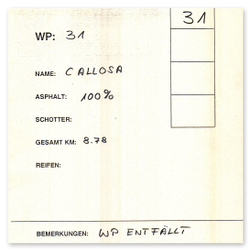 31
WP: 31
NAME: CALLOSA
ASPHALT: 100%
SCHOTTER:
GESAMT KM: 8.78
REIFEN:
BEMERKUNGEN: WP ENTFÄLLT